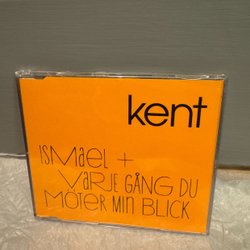 kent
ISMael +
VARJE GÅNG DU
MÖTER MIN BLICK